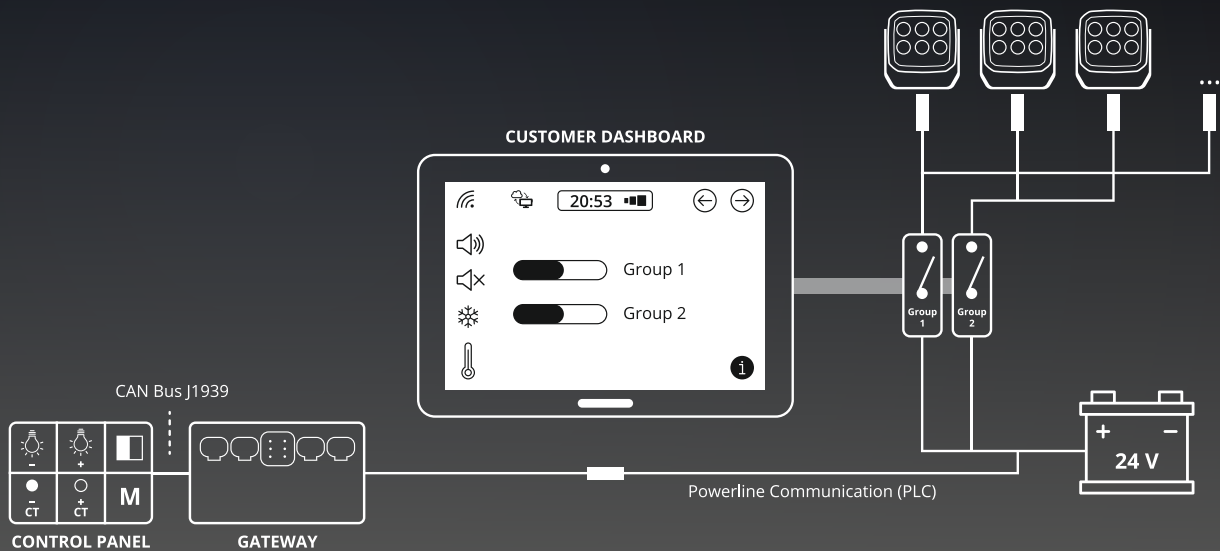 ...
CUSTOMER DASHBOARD
20:53
Group 1
Group 2
i
Group
1
Group
2
CAN Bus J1939
+ −
24 V
− +
− +
CT CT M
Powerline Communication (PLC)
CONTROL PANEL
GATEWAY